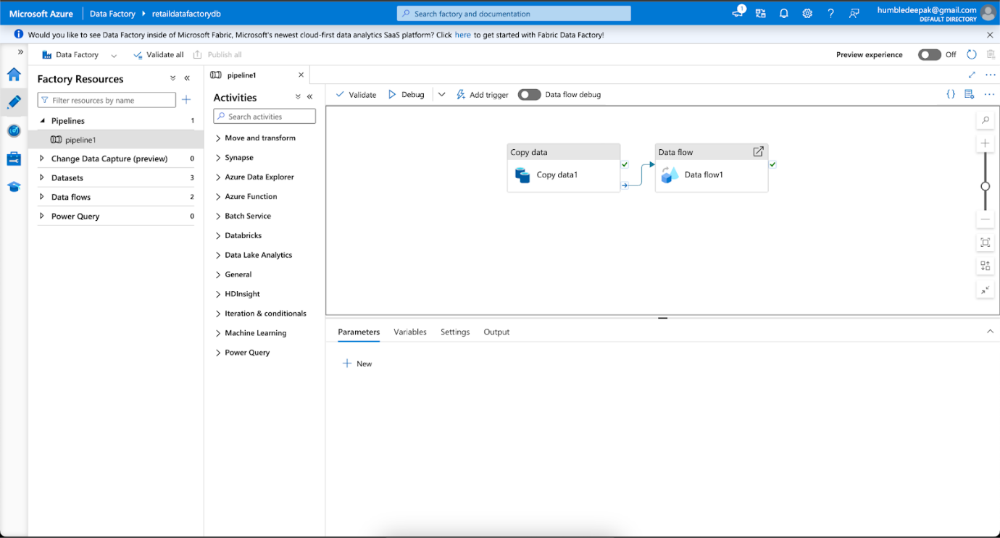 Microsoft Azure
Data Factory
retaildatafactorydb
Search factory and documentation
1
humbledeepak@gmail.com
DEFAULT DIRECTORY
Would you like to see Data Factory inside of Microsoft Fabric, Microsoft's newest cloud-first data analytics SaaS platform? Click here to get started with Fabric Data Factory!
Data Factory
Validate all
Publish all
Preview experience
Off
Factory Resources
Filter resources by name
Pipelines 1
pipeline1
Change Data Capture (preview) 0
Datasets 3
Data flows 2
Power Query 0
pipeline1
Activities
Search activities
Move and transform
Synapse
Azure Data Explorer
Azure Function
Batch Service
Databricks
Data Lake Analytics
General
HDInsight
Iteration & conditionals
Machine Learning
Power Query
Validate
Debug
Add trigger
Data flow debug
{}
Copy data
Copy data1
Data flow
Data flow1
Parameters
Variables
Settings
Output
New